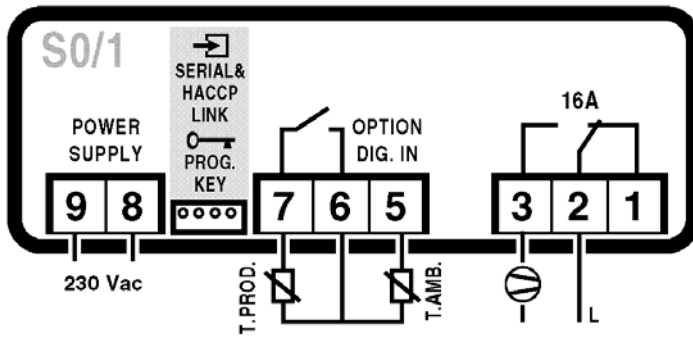 S0/1
SERIAL&
HACCP
LINK
PROG.
KEY
POWER
SUPPLY
OPTION
DIG. IN
16A
9 8
7 6 5
3 2 1
230 Vac
T.PROD.
T.AMB.
L